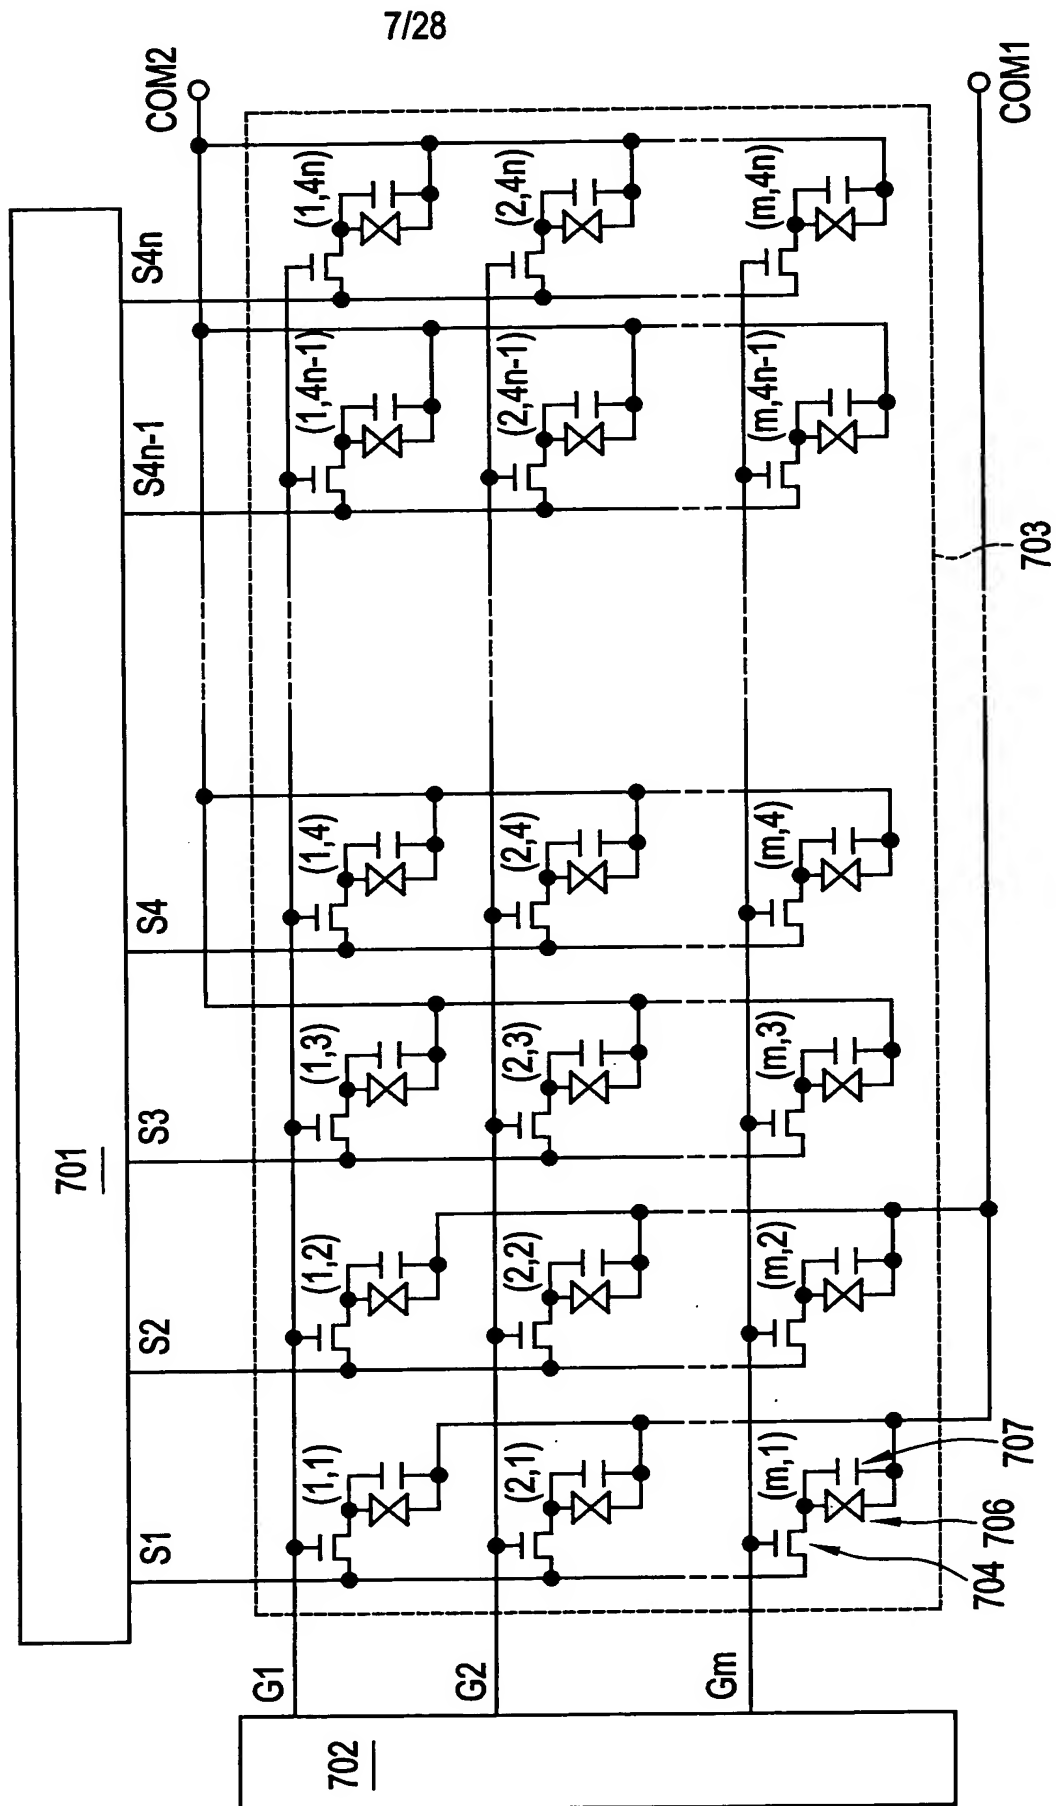 7/28
701
COM2
S1
S2
S3
S4
S4n-1
S4n
G1
(1,1)
(1,2)
(1,3)
(1,4)
(1,4n-1)
(1,4n)
G2
(2,1)
(2,2)
(2,3)
(2,4)
(2,4n-1)
(2,4n)
Gm
(m,1)
(m,2)
(m,3)
(m,4)
(m,4n-1)
(m,4n)
702
704
706
707
703
COM1